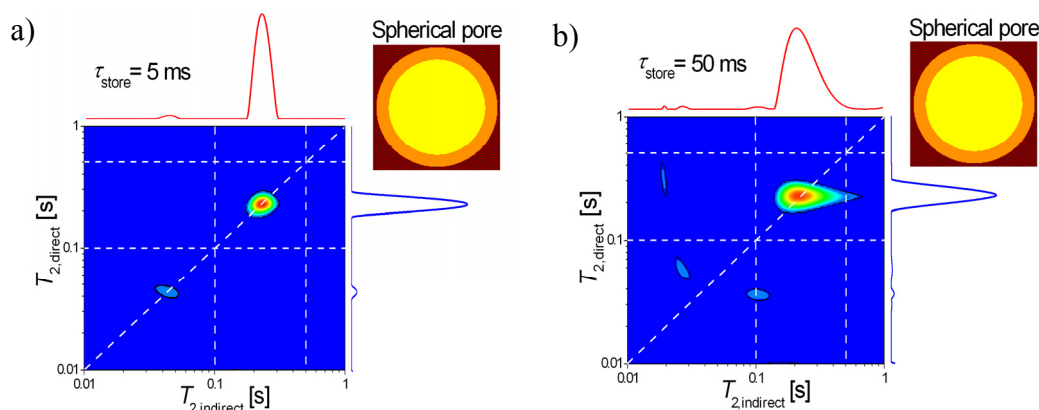 a)
Spherical pore
τstore= 5 ms
1
0.1
0.01
T2,direct [s]
0.01
0.1
1
T2,indirect [s]
b)
Spherical pore
τstore= 50 ms
1
0.1
0.01
T2,direct [s]
0.01
0.1
1
T2,indirect [s]